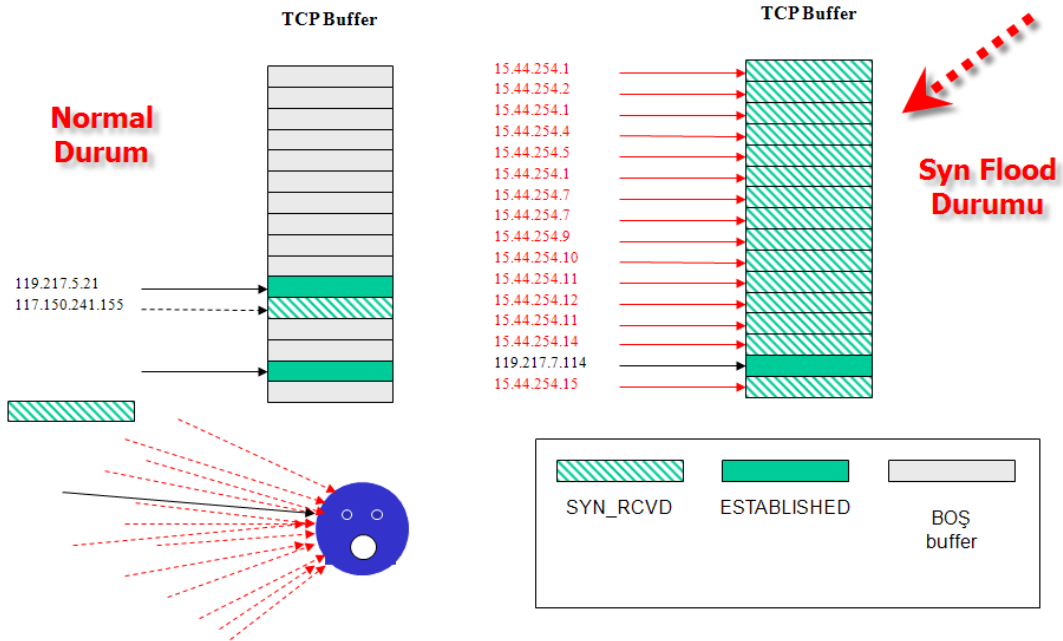 TCP Buffer
Normal
Durum
119.217.5.21
117.150.241.155
TCP Buffer
15.44.254.1
15.44.254.2
15.44.254.1
15.44.254.4
15.44.254.5
15.44.254.1
15.44.254.7
15.44.254.7
15.44.254.9
15.44.254.10
15.44.254.11
15.44.254.12
15.44.254.11
15.44.254.14
119.217.7.114
15.44.254.15
Syn Flood
Durumu
SYN_RCVD
ESTABLISHED
BOŞ
buffer